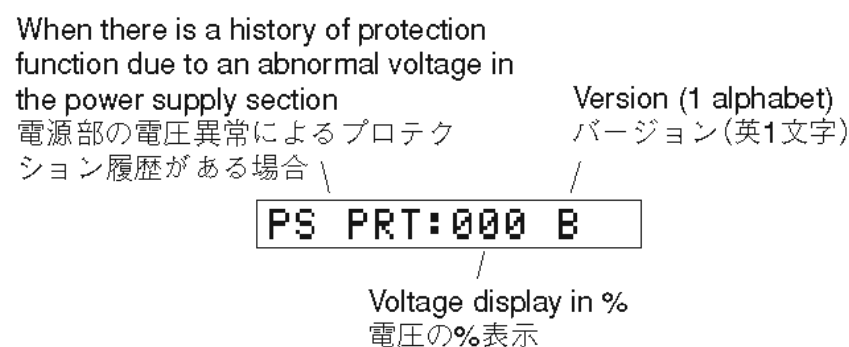 When there is a history of protection
function due to an abnormal voltage in
the power supply section
電源部の電圧異常によるプロテク
ション履歴がある場合
Version (1 alphabet)
バージョン(英1文字)
PS PRT:000 B
Voltage display in %
電圧の%表示